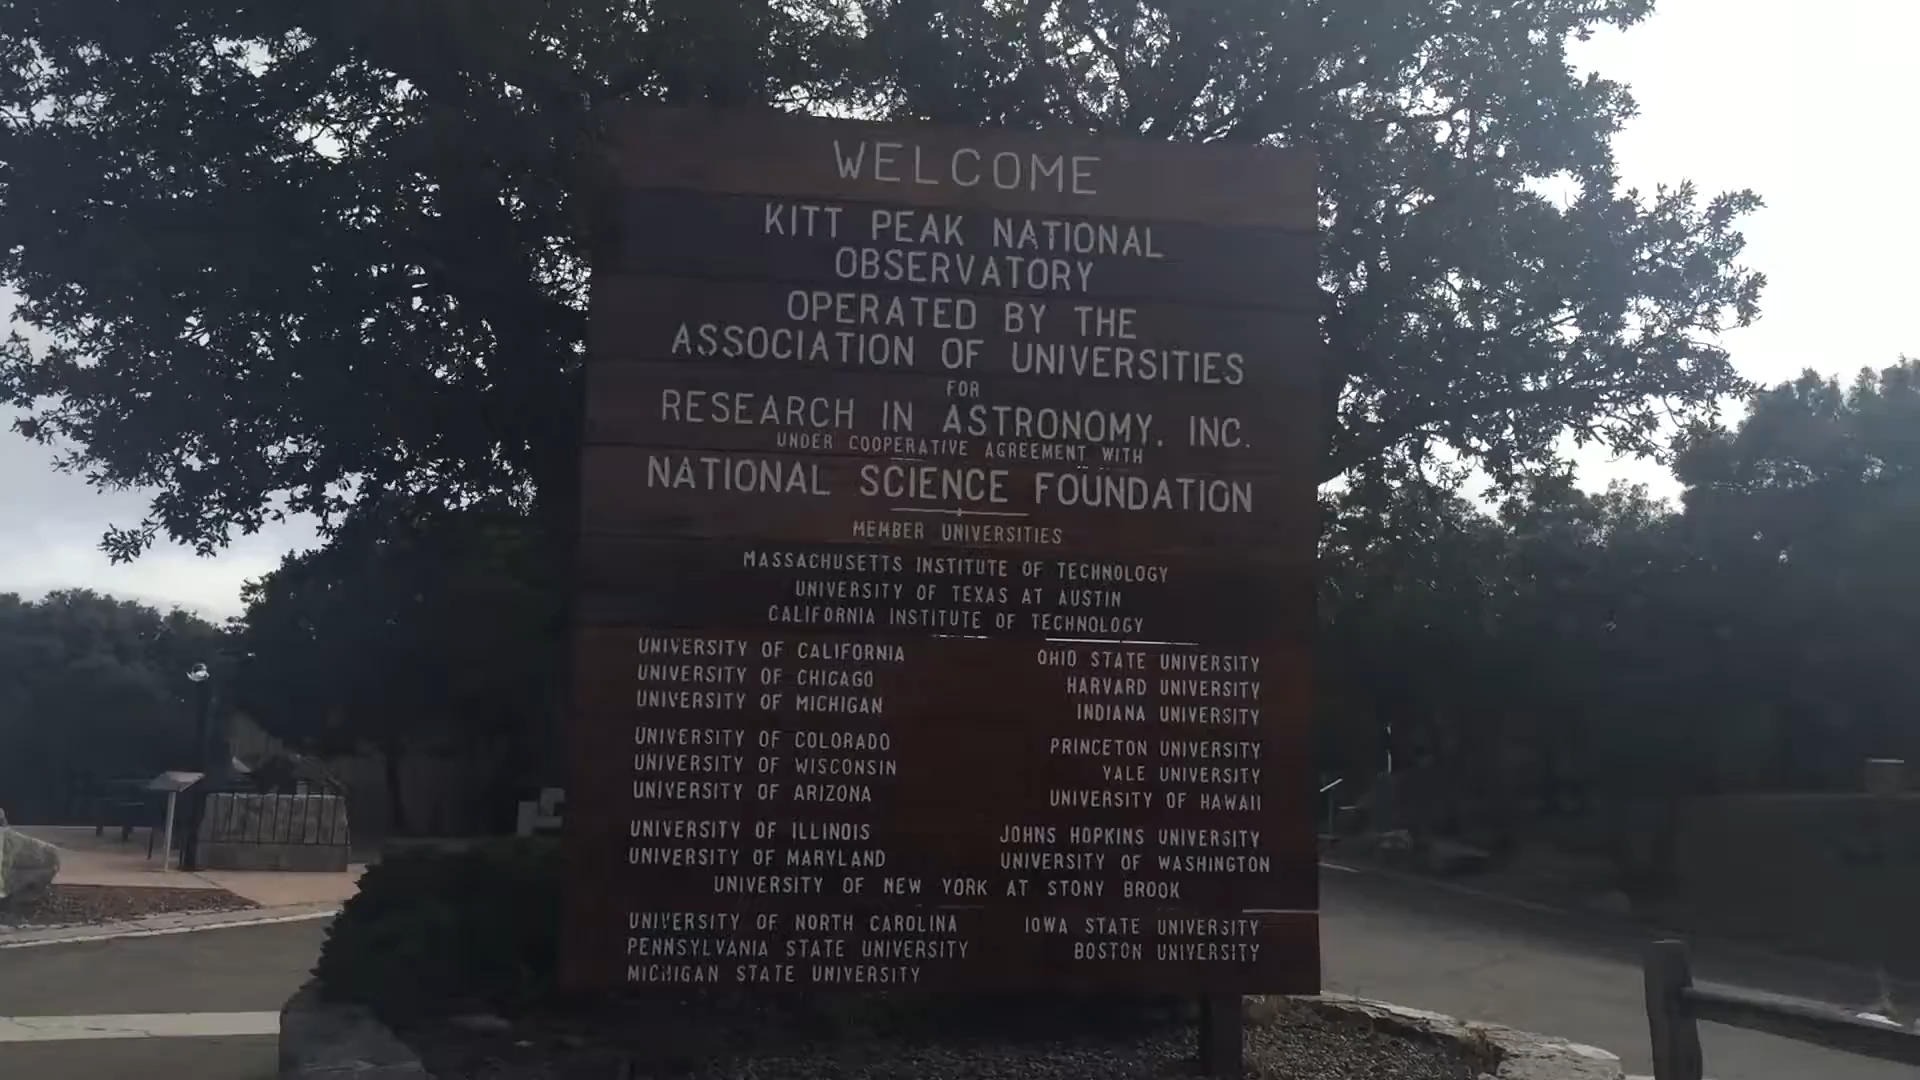 WELCOME
KITT PEAK NATIONAL
OBSERVATORY
OPERATED BY THE
ASSOCIATION OF UNIVERSITIES
FOR
RESEARCH IN ASTRONOMY, INC.
UNDER COOPERATIVE AGREEMENT WITH
NATIONAL SCIENCE FOUNDATION
MEMBER UNIVERSITIES
MASSACHUSETTS INSTITUTE OF TECHNOLOGY
UNIVERSITY OF TEXAS AT AUSTIN
CALIFORNIA INSTITUTE OF TECHNOLOGY
UNIVERSITY OF CALIFORNIA
UNIVERSITY OF CHICAGO
UNIVERSITY OF MICHIGAN
UNIVERSITY OF COLORADO
UNIVERSITY OF WISCONSIN
UNIVERSITY OF ARIZONA
UNIVERSITY OF ILLINOIS
UNIVERSITY OF MARYLAND
OHIO STATE UNIVERSITY
HARVARD UNIVERSITY
INDIANA UNIVERSITY
PRINCETON UNIVERSITY
YALE UNIVERSITY
UNIVERSITY OF HAWAII
JOHNS HOPKINS UNIVERSITY
UNIVERSITY OF WASHINGTON
UNIVERSITY OF NEW YORK AT STONY BROOK
UNIVERSITY OF NORTH CAROLINA
PENNSYLVANIA STATE UNIVERSITY
MICHIGAN STATE UNIVERSITY
IOWA STATE UNIVERSITY
BOSTON UNIVERSITY